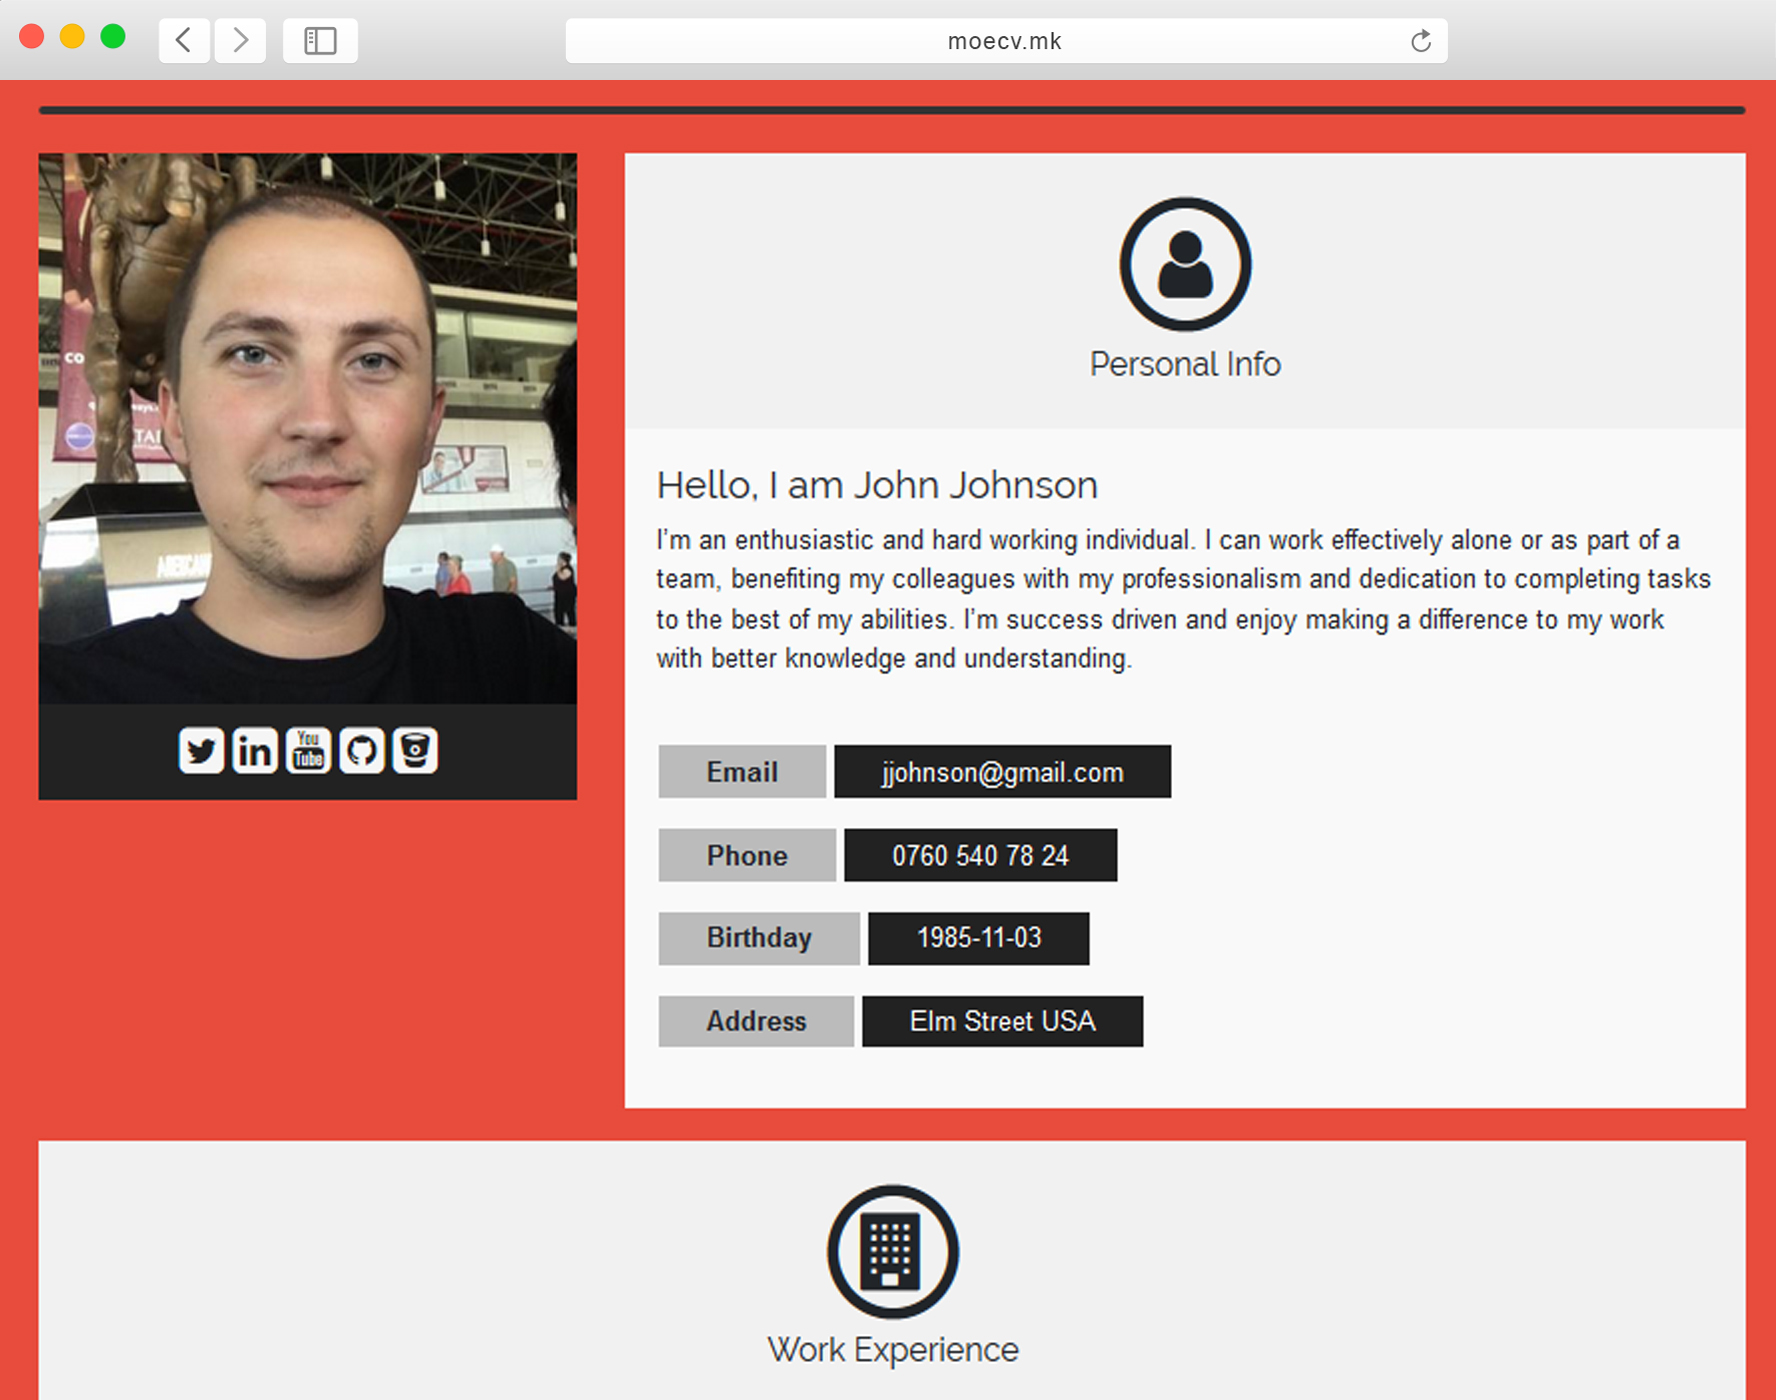 moecv.mk
CO
TAI
Personal Info
Hello, I am John Johnson
I'm an enthusiastic and hard working individual. I can work effectively alone or as part of a
team, benefiting my colleagues with my professionalism and dedication to completing tasks
to the best of my abilities. I'm success driven and enjoy making a difference to my work
with better knowledge and understanding.
in
You
Tube
Email
jjohnson@gmail.com
Phone
0760 540 78 24
Birthday
1985-11-03
Address
Elm Street USA
Work Experience